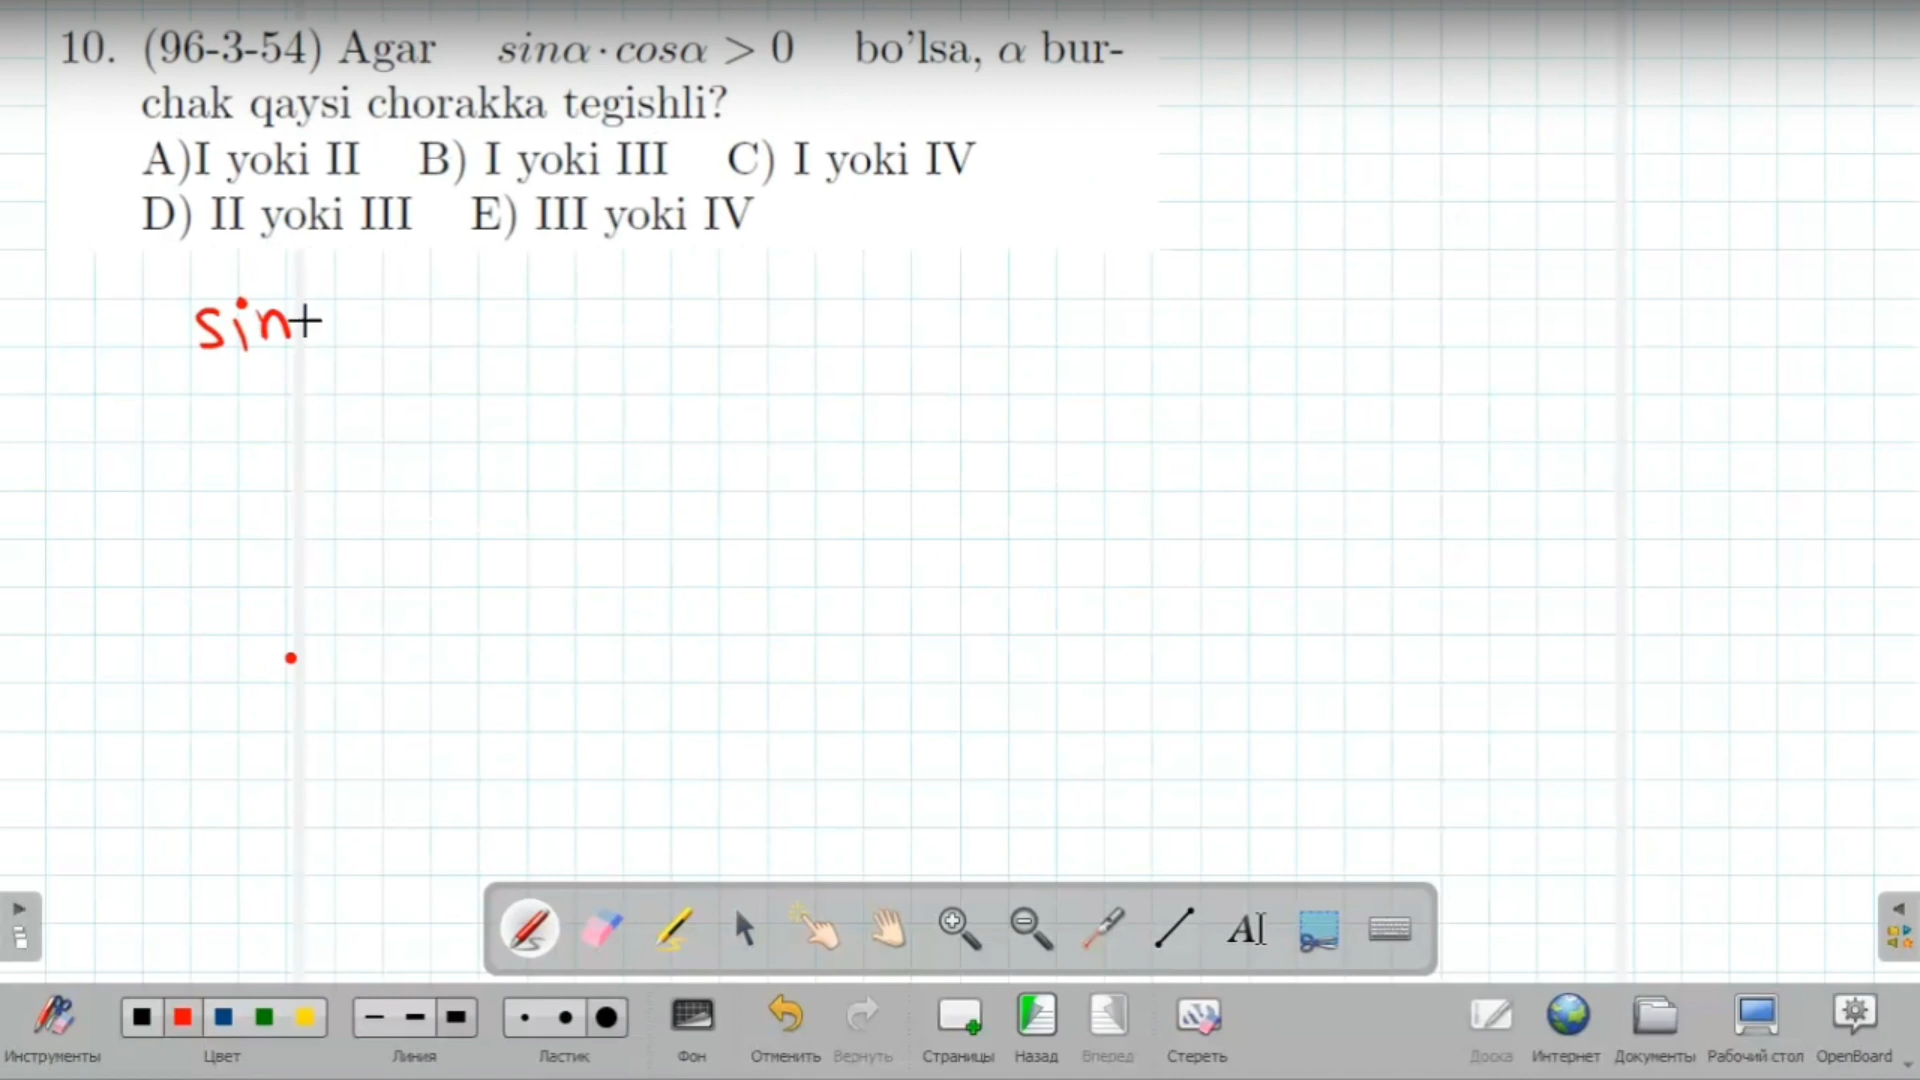 10. (96-3-54) Agar sinα·cosα > 0 bo'lsa, α bur-
chak qaysi chorakka tegishli?
A)I yoki II B) I yoki III C) I yoki IV
D) II yoki III E) III yoki IV
sin
Инструменты Цвет Линия Ластик Фон Отменить Вернуть Страницы Назад Вперед Стереть Доска Интернет Документы Рабочий стол OpenBoard